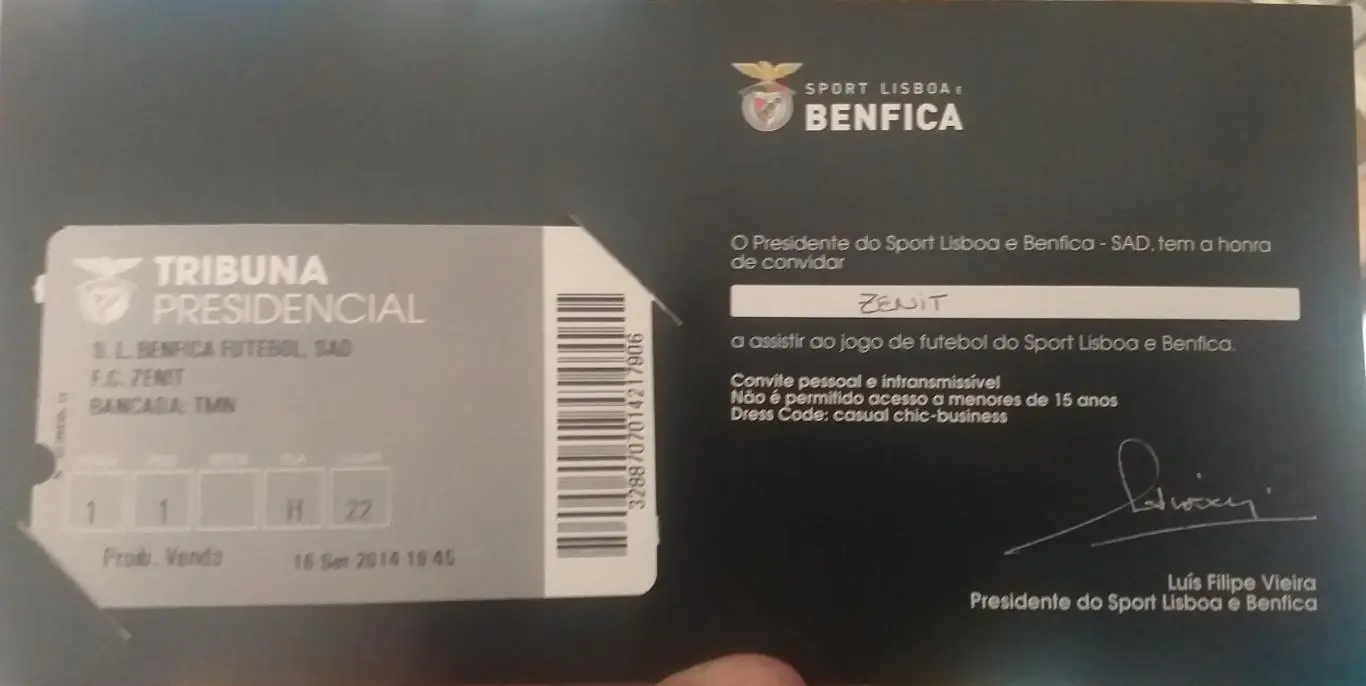 TRIBUNA
PRESIDENCIAL
S. L. BENFICA FUTEBOL, SAD
F.C. ZENIT
BANCADA: TMN
1 1 H 22
Proib. Venda 16 Set 2014 19 45
3288707014217906
SPORT LISBOA E
BENFICA
O Presidente do Sport Lisboa e Benfica - SAD, tem a honra
de convidar
ZENIT
a assistir ao jogo de futebol do Sport Lisboa e Benfica.
Convite pessoal e intransmissível
Não é permitido acesso a menores de 15 anos
Dress Code: casual chic-business
Luís Filipe Vieira
Presidente do Sport Lisboa e Benfica